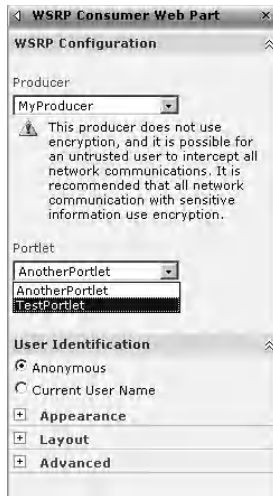 WSRP Consumer Web Part
WSRP Configuration
Producer
MyProducer
This producer does not use
encryption, and it is possible for
an untrusted user to intercept all
network communications. It is
recommended that all network
communication with sensitive
information use encryption.
Portlet
AnotherPortlet
AnotherPortlet
TestPortlet
User Identification
Anonymous
Current User Name
Appearance
Layout
Advanced